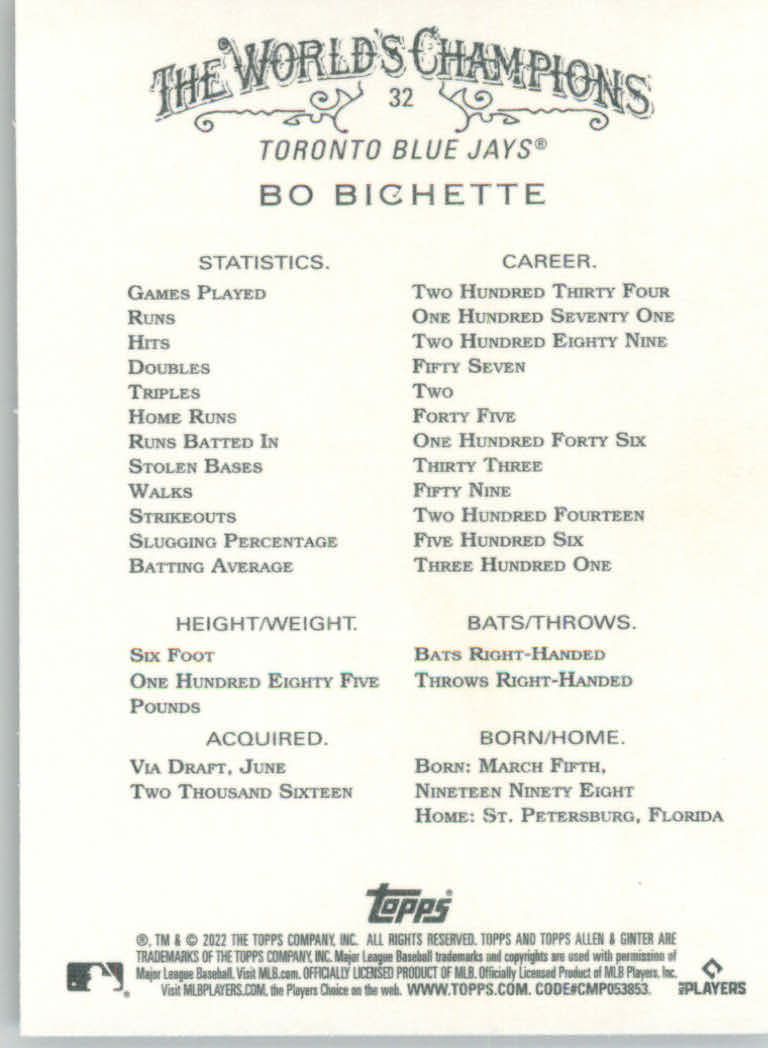 THE WORLD'S CHAMPIONS
32
TORONTO BLUE JAYS®
BO BICHETTE
STATISTICS. CAREER.
GAMES PLAYED TWO HUNDRED THIRTY FOUR
RUNS ONE HUNDRED SEVENTY ONE
HITS TWO HUNDRED EIGHTY NINE
DOUBLES FIFTY SEVEN
TRIPLES TWO
HOME RUNS FORTY FIVE
RUNS BATTED IN ONE HUNDRED FORTY SIX
STOLEN BASES THIRTY THREE
WALKS FIFTY NINE
STRIKEOUTS TWO HUNDRED FOURTEEN
SLUGGING PERCENTAGE FIVE HUNDRED SIX
BATTING AVERAGE THREE HUNDRED ONE
HEIGHT/WEIGHT.
SIX FOOT
ONE HUNDRED EIGHTY FIVE
POUNDS
BATS/THROWS.
BATS RIGHT-HANDED
THROWS RIGHT-HANDED
ACQUIRED.
VIA DRAFT, JUNE
TWO THOUSAND SIXTEEN
BORN/HOME.
BORN: MARCH FIFTH,
NINETEEN NINETY EIGHT
HOME: ST. PETERSBURG, FLORIDA
topps®
®, TM & © 2022 THE TOPPS COMPANY, INC. ALL RIGHTS RESERVED. TOPPS AND TOPPS ALLEN & GINTER ARE
TRADEMARKS OF THE TOPPS COMPANY, INC. Major League Baseball trademarks and copyrights are used with permission of
Major League Baseball. Visit MLB.com. OFFICIALLY LICENSED PRODUCT OF MLB. Officially Licensed Product of MLB Players, Inc.
Visit MLBPLAYERS.COM, the Players Choice on the web. WWW.TOPPS.COM. CODE#CMP053853.
MLB PLAYERS